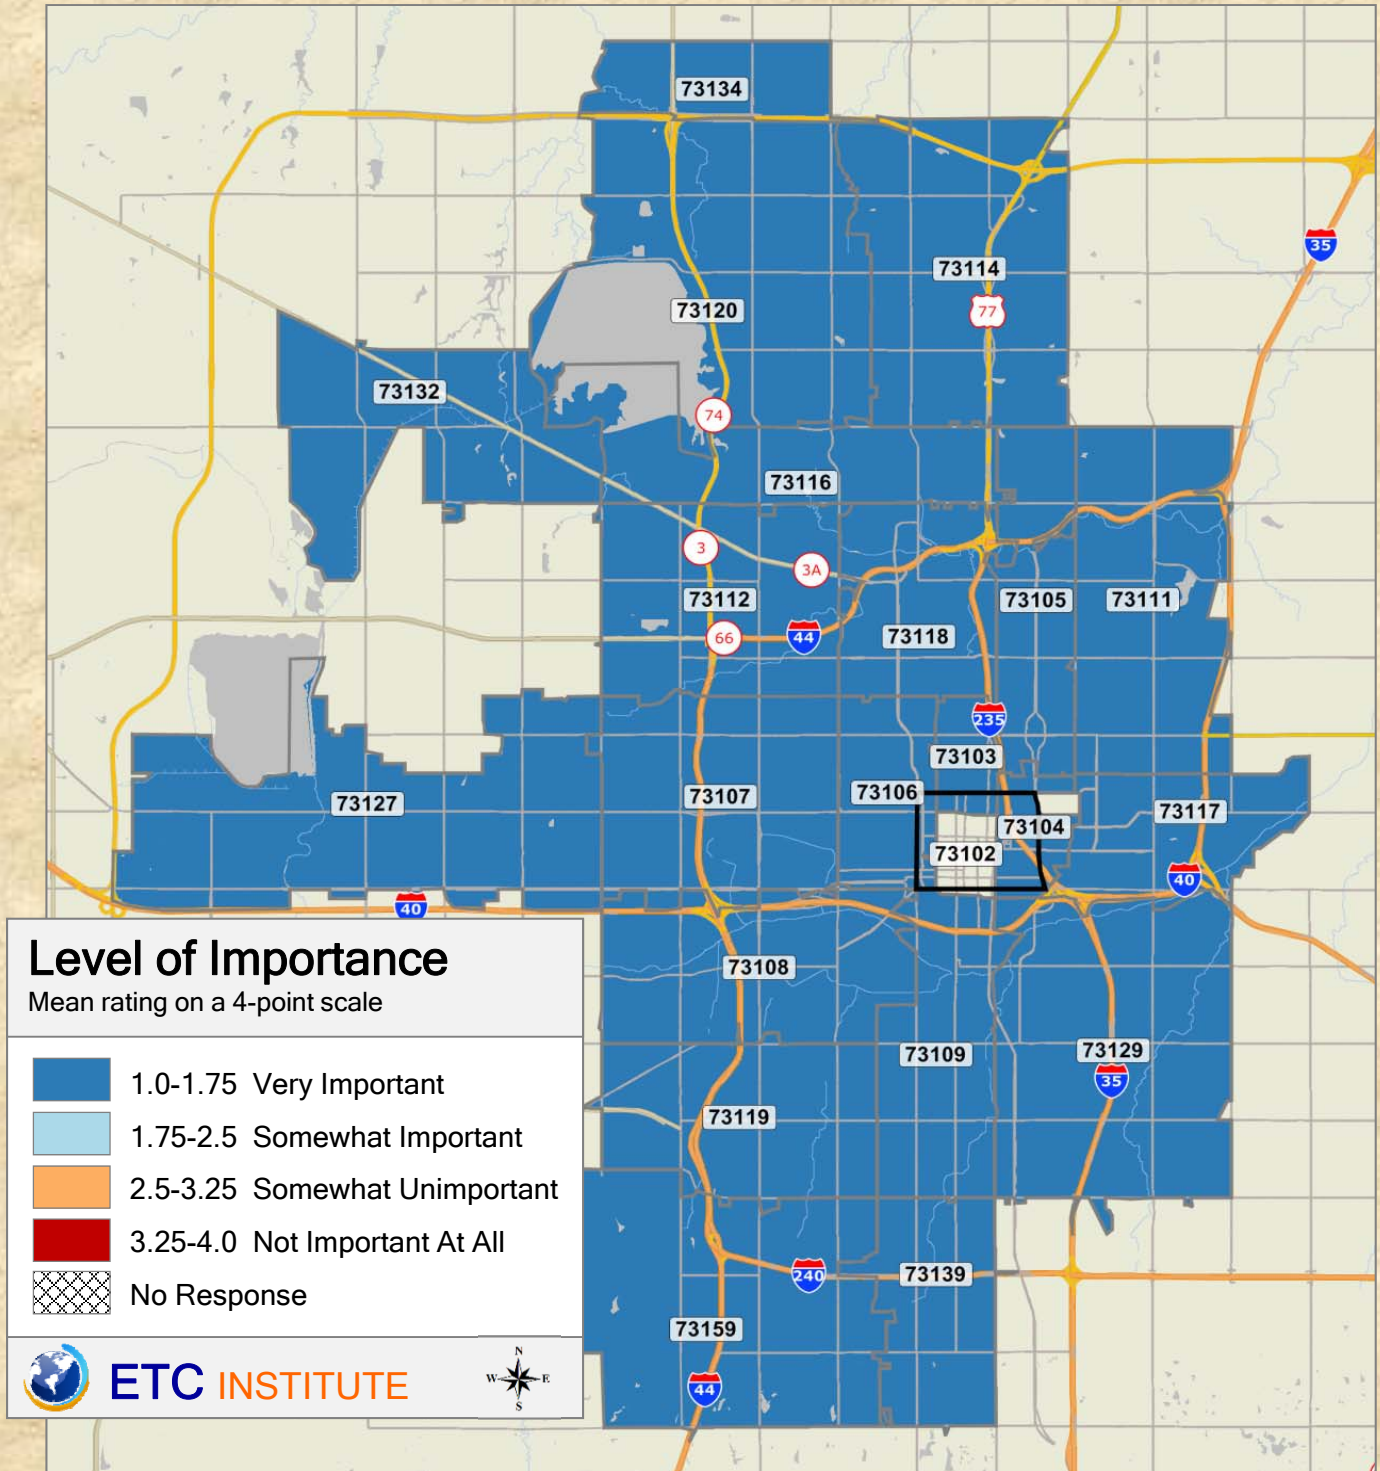 73134
35
73114
77
73120
73132
74
73116
3
3A
73112
73105
73111
66
44
73118
235
73103
73127
73107
73106
73104
73117
73102
40
40
Level of Importance
Mean rating on a 4-point scale
1.0-1.75 Very Important
1.75-2.5 Somewhat Important
2.5-3.25 Somewhat Unimportant
3.25-4.0 Not Important At All
No Response
ETC INSTITUTE
N
W E
S
73108
73109
73129
35
73119
240
73139
73159
44